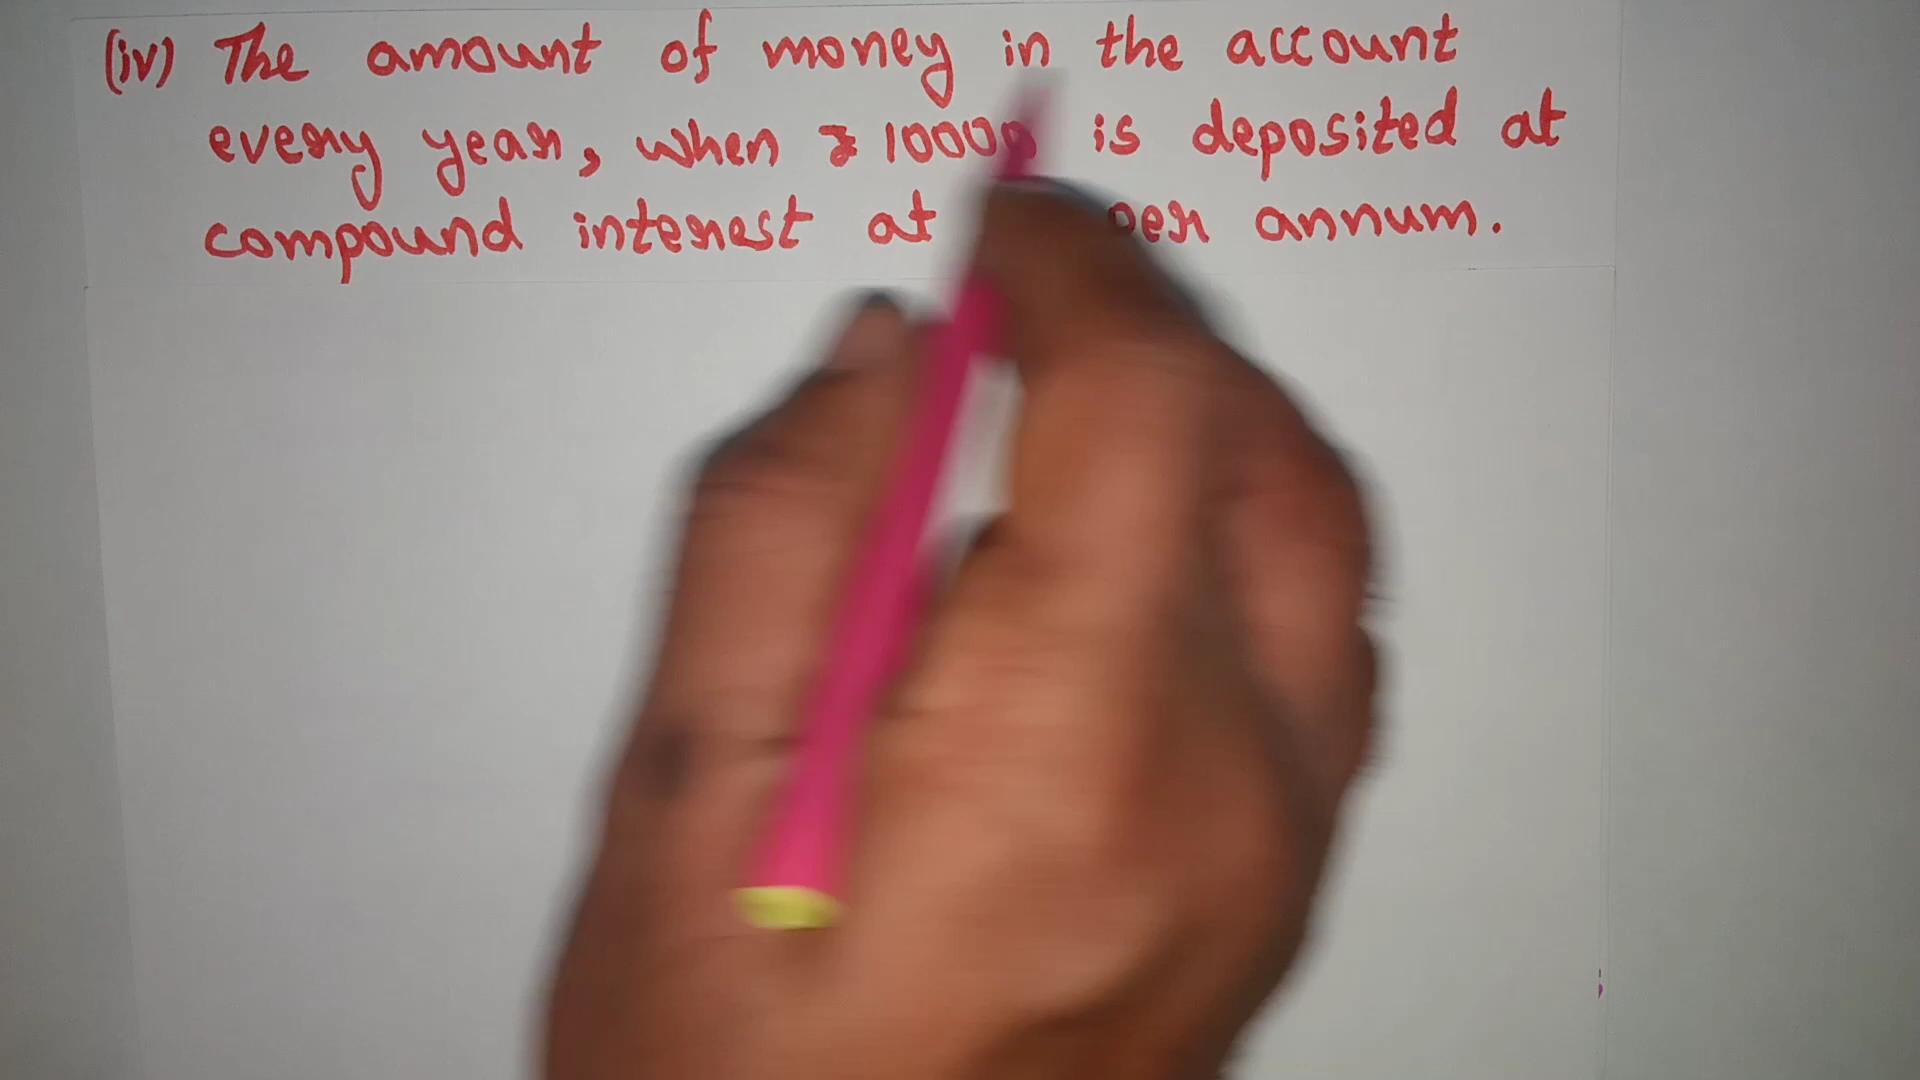 (iv) The amount of money in the account
every year, when ₹ 10000 is deposited at
compound interest at per annum.